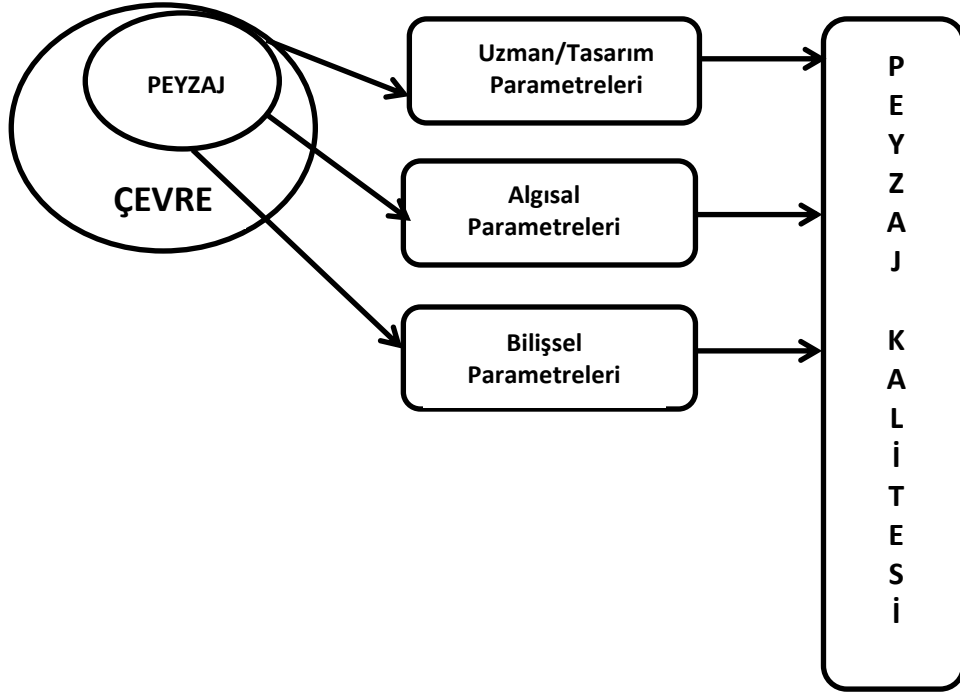 PEYZAJ
ÇEVRE
Uzman/Tasarım
Parametreleri
Algısal
Parametreleri
Bilişsel
Parametreleri
P
E
Y
Z
A
J
K
A
L
İ
T
E
S
İ